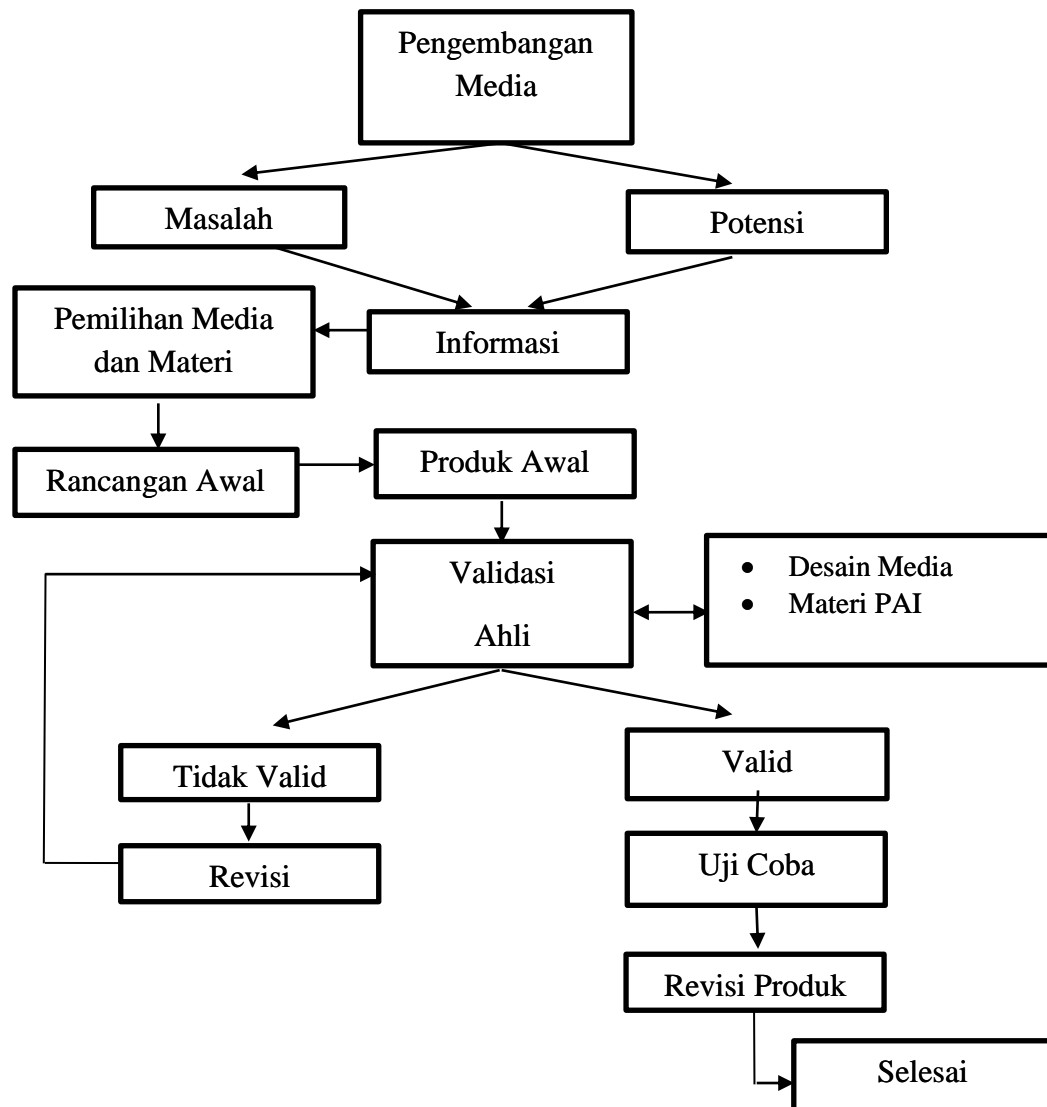 Pengembangan
Media
Masalah
Potensi
Pemilihan Media
dan Materi
Informasi
Rancangan Awal
Produk Awal
Validasi
Ahli
• Desain Media
• Materi PAI
Tidak Valid
Valid
Revisi
Uji Coba
Revisi Produk
Selesai